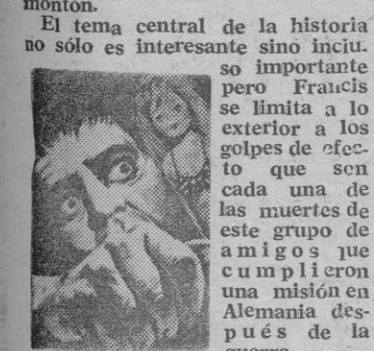 montón.
El tema central de la historia
no sólo es interesante sino inclu-
so importante
pero Francis
se limita a lo
exterior a los
golpes de efec-
to que son
cada una de
las muertes de
este grupo de
amigos que
cumplieron
una misión en
Alemania des-
pués de la
guerra